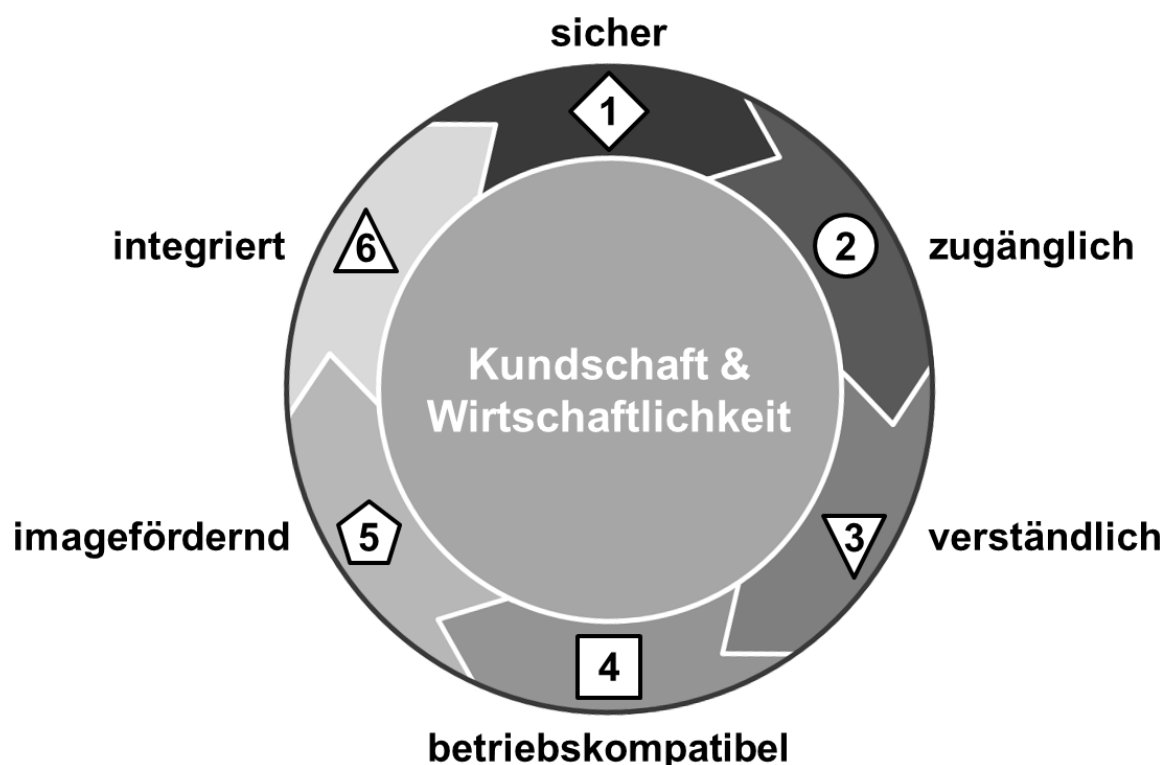 sicher
1
integriert
6
2
zugänglich
Kundschaft &
Wirtschaftlichkeit
imagefördernd
5
3
verständlich
4
betriebskompatibel